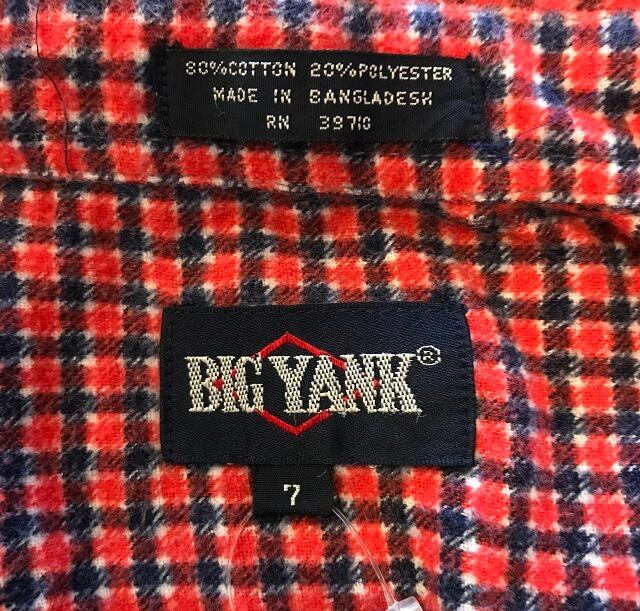 80%COTTON 20%POLYESTER
MADE IN BANGLADESH
RN 39710
BIG YANK®
7